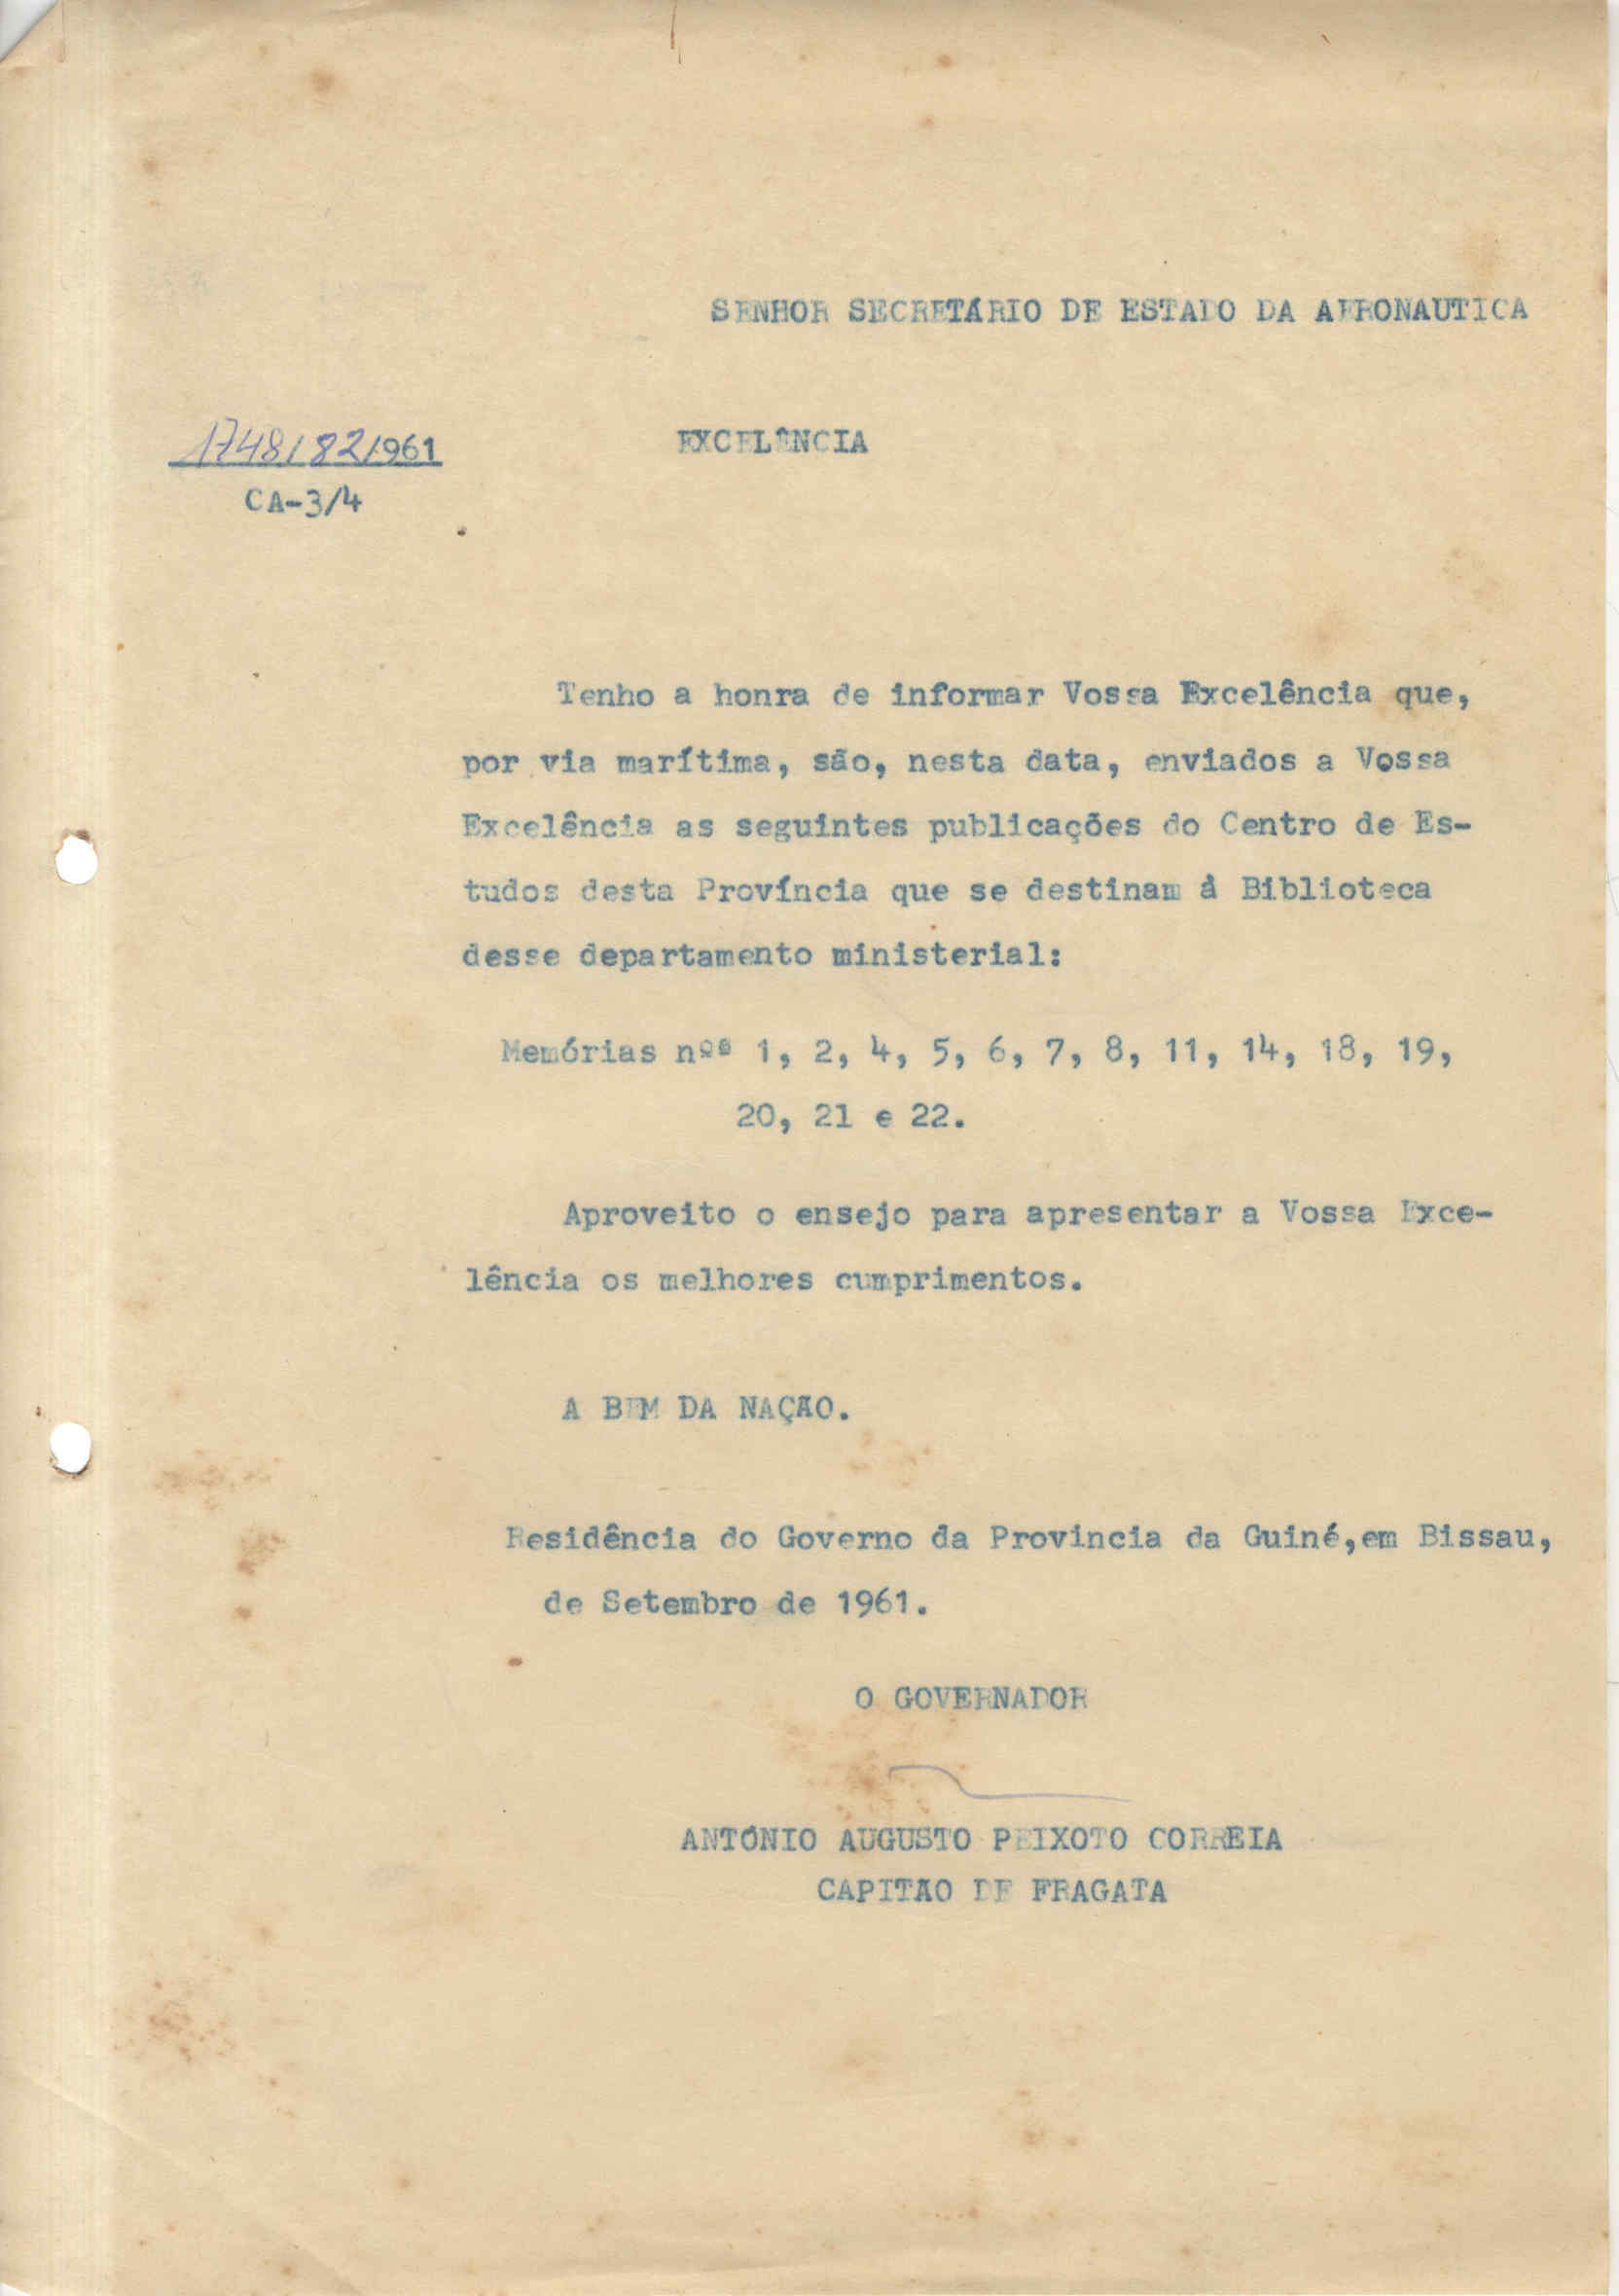 SENHOR SECRETÁRIO DE ESTADO DA AERONAUTICA
EXCELÊNCIA
1748/82/961
CA-3/4
Tenho a honra de informar Vossa Excelência que,
por via marítima, são, nesta data, enviados a Vossa
Excelência as seguintes publicações do Centro de Es-
tudos desta Província que se destinam à Biblioteca
desse departamento ministerial:
Memórias nºs 1, 2, 4, 5, 6, 7, 8, 11, 14, 18, 19,
20, 21 e 22.
Aproveito o ensejo para apresentar a Vossa Exce-
lência os melhores cumprimentos.
A BEM DA NAÇÃO.
Residência do Governo da Provincia da Guiné,em Bissau,
de Setembro de 1961.
O GOVERNADOR
ANTÓNIO AUGUSTO PEIXOTO CORREIA
CAPITÃO DE FRAGATA